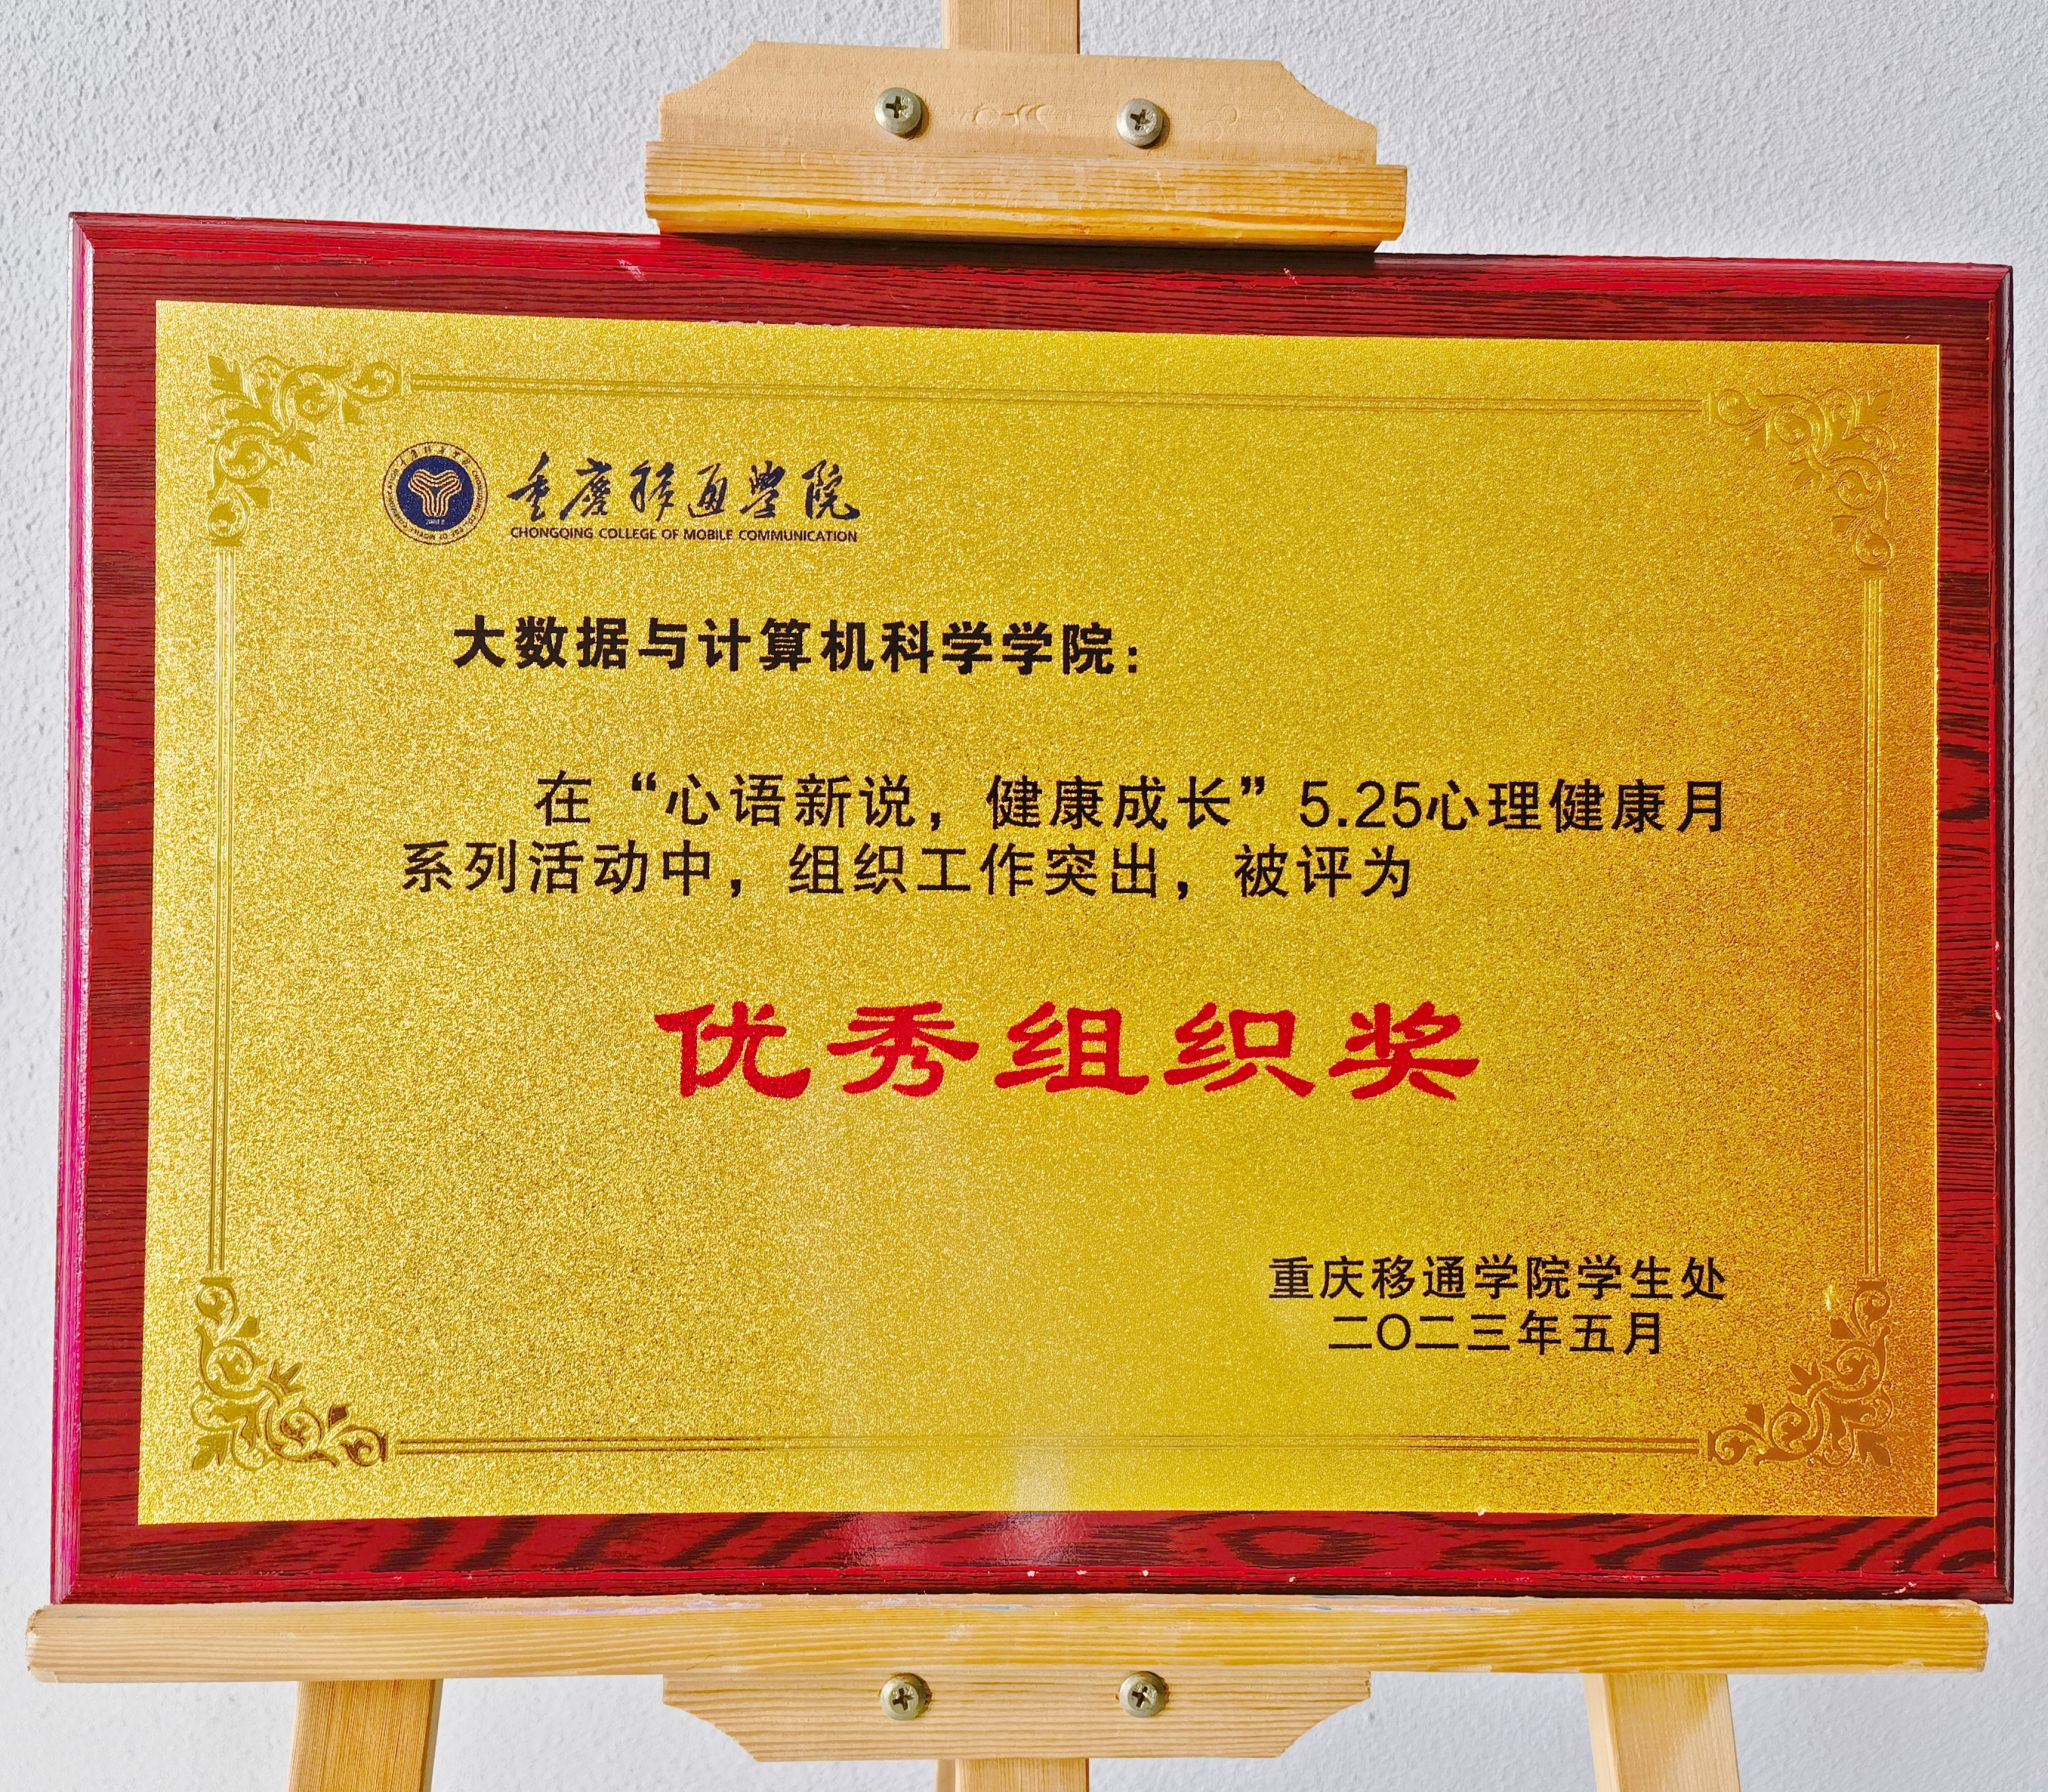 重庆移通学院
CHONGQING COLLEGE OF MOBILE COMMUNICATION
大数据与计算机科学学院：
在“心语新说，健康成长”5.25心理健康月
系列活动中，组织工作突出，被评为
优秀组织奖
重庆移通学院学生处
二〇二三年五月